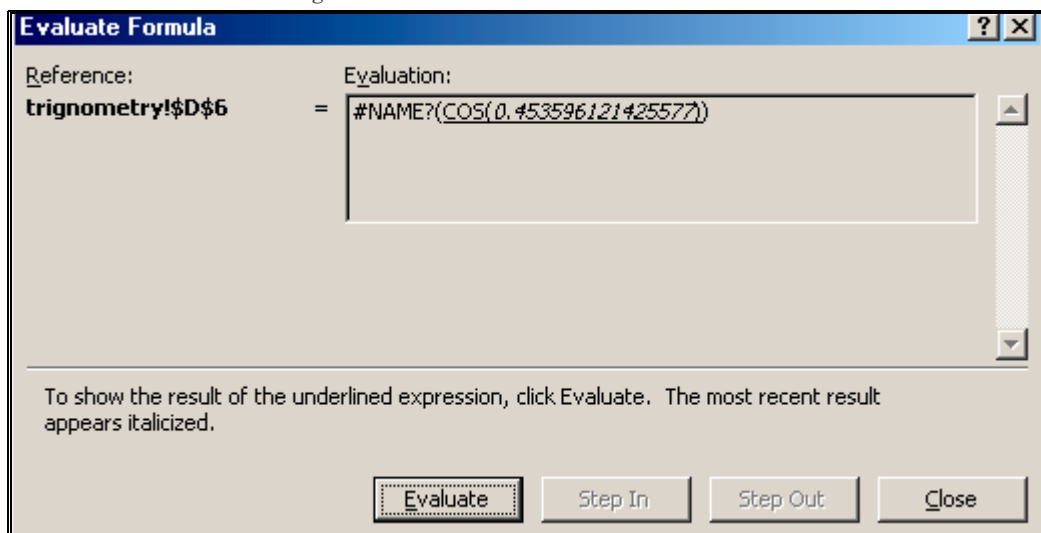 Evaluate Formula
Reference:
Evaluation:
trignometry!$D$6
=
#NAME?(COS(0.453596121425577))
To show the result of the underlined expression, click Evaluate. The most recent result
appears italicized.
Evaluate
Step In
Step Out
Close